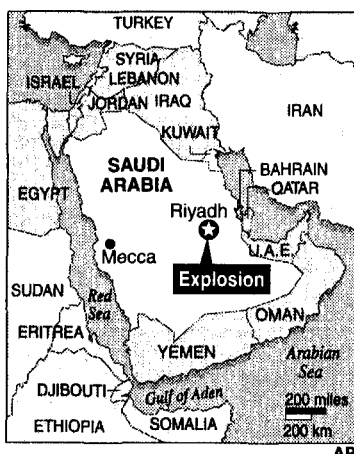 TURKEY
SYRIA
ISRAEL
LEBANON
JORDAN
IRAQ
IRAN
KUWAIT
SAUDI
ARABIA
BAHRAIN
QATAR
EGYPT
Riyadh
U.A.E.
Mecca
Explosion
SUDAN
Red
Sea
OMAN
ERITREA
YEMEN
Arabian
Sea
DJIBOUTI
Gulf of Aden
200 miles
200 km
ETHIOPIA
SOMALIA
AP